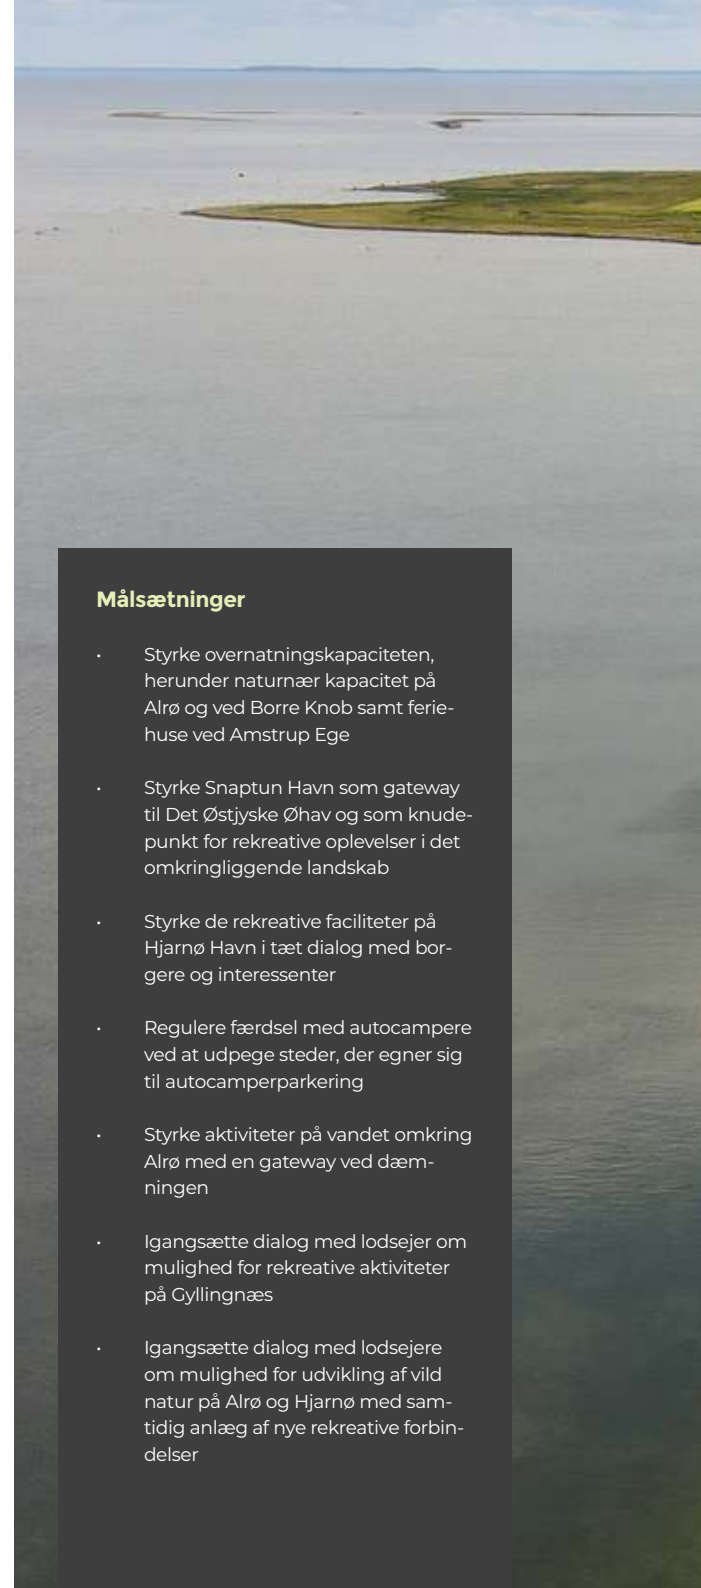 Målsætninger
• Styrke overnatningskapaciteten,
herunder naturnær kapacitet på
Alrø og ved Borre Knob samt ferie-
huse ved Amstrup Ege
• Styrke Snaptun Havn som gateway
til Det Østjyske Øhav og som knude-
punkt for rekreative oplevelser i det
omkringliggende landskab
• Styrke de rekreative faciliteter på
Hjarnø Havn i tæt dialog med bor-
gere og interessenter
• Regulere færdsel med autocampere
ved at udpege steder, der egner sig
til autocamperparkering
• Styrke aktiviteter på vandet omkring
Alrø med en gateway ved dæm-
ningen
• Igangsætte dialog med lodsejer om
mulighed for rekreative aktiviteter
på Gyllingnæs
• Igangsætte dialog med lodsejere
om mulighed for udvikling af vild
natur på Alrø og Hjarnø med sam-
tidig anlæg af nye rekreative forbin-
delser